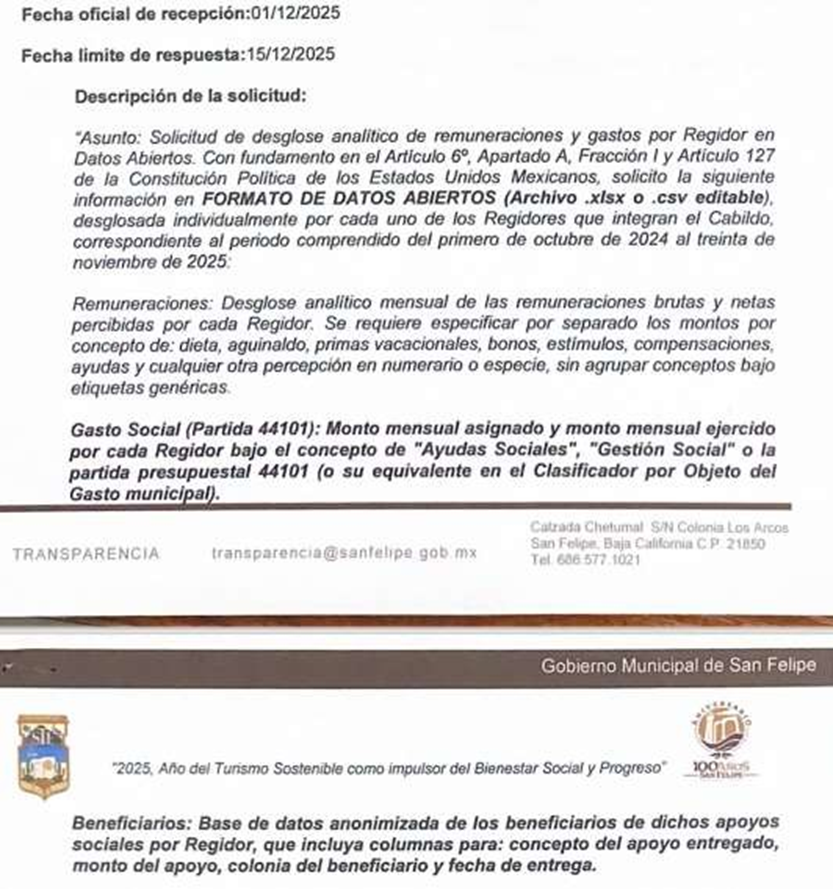 Fecha oficial de recepción:01/12/2025
Fecha limite de respuesta:15/12/2025
Descripción de la solicitud:
"Asunto: Solicitud de desglose analítico de remuneraciones y gastos por Regidor en
Datos Abiertos. Con fundamento en el Artículo 6º, Apartado A, Fracción I y Artículo 127
de la Constitución Política de los Estados Unidos Mexicanos, solicito la siguiente
información en FORMATO DE DATOS ABIERTOS (Archivo .xlsx o .csv editable),
desglosada individualmente por cada uno de los Regidores que integran el Cabildo,
correspondiente al periodo comprendido del primero de octubre de 2024 al treinta de
noviembre de 2025:
Remuneraciones: Desglose analítico mensual de las remuneraciones brutas y netas
percibidas por cada Regidor. Se requiere especificar por separado los montos por
concepto de: dieta, aguinaldo, primas vacacionales, bonos, estímulos, compensaciones,
ayudas y cualquier otra percepción en numerario o especie, sin agrupar conceptos bajo
etiquetas genéricas.
Gasto Social (Partida 44101): Monto mensual asignado y monto mensual ejercido
por cada Regidor bajo el concepto de "Ayudas Sociales", "Gestión Social" o la
partida presupuestal 44101 (o su equivalente en el Clasificador por Objeto del
Gasto municipal).
TRANSPARENCIA
transparencia@sanfelipe.gob.mx
Calzada Chetumal S/N Colonia Los Arcos
San Felipe, Baja California C.P. 21850
Tel. 686.577.1021
Gobierno Municipal de San Felipe
ANIVERSARIO
100 AÑOS
SAN FELIPE
"2025, Año del Turismo Sostenible como impulsor del Bienestar Social y Progreso"
Beneficiarios: Base de datos anonimizada de los beneficiarios de dichos apoyos
sociales por Regidor, que incluya columnas para: concepto del apoyo entregado,
monto del apoyo, colonia del beneficiario y fecha de entrega.